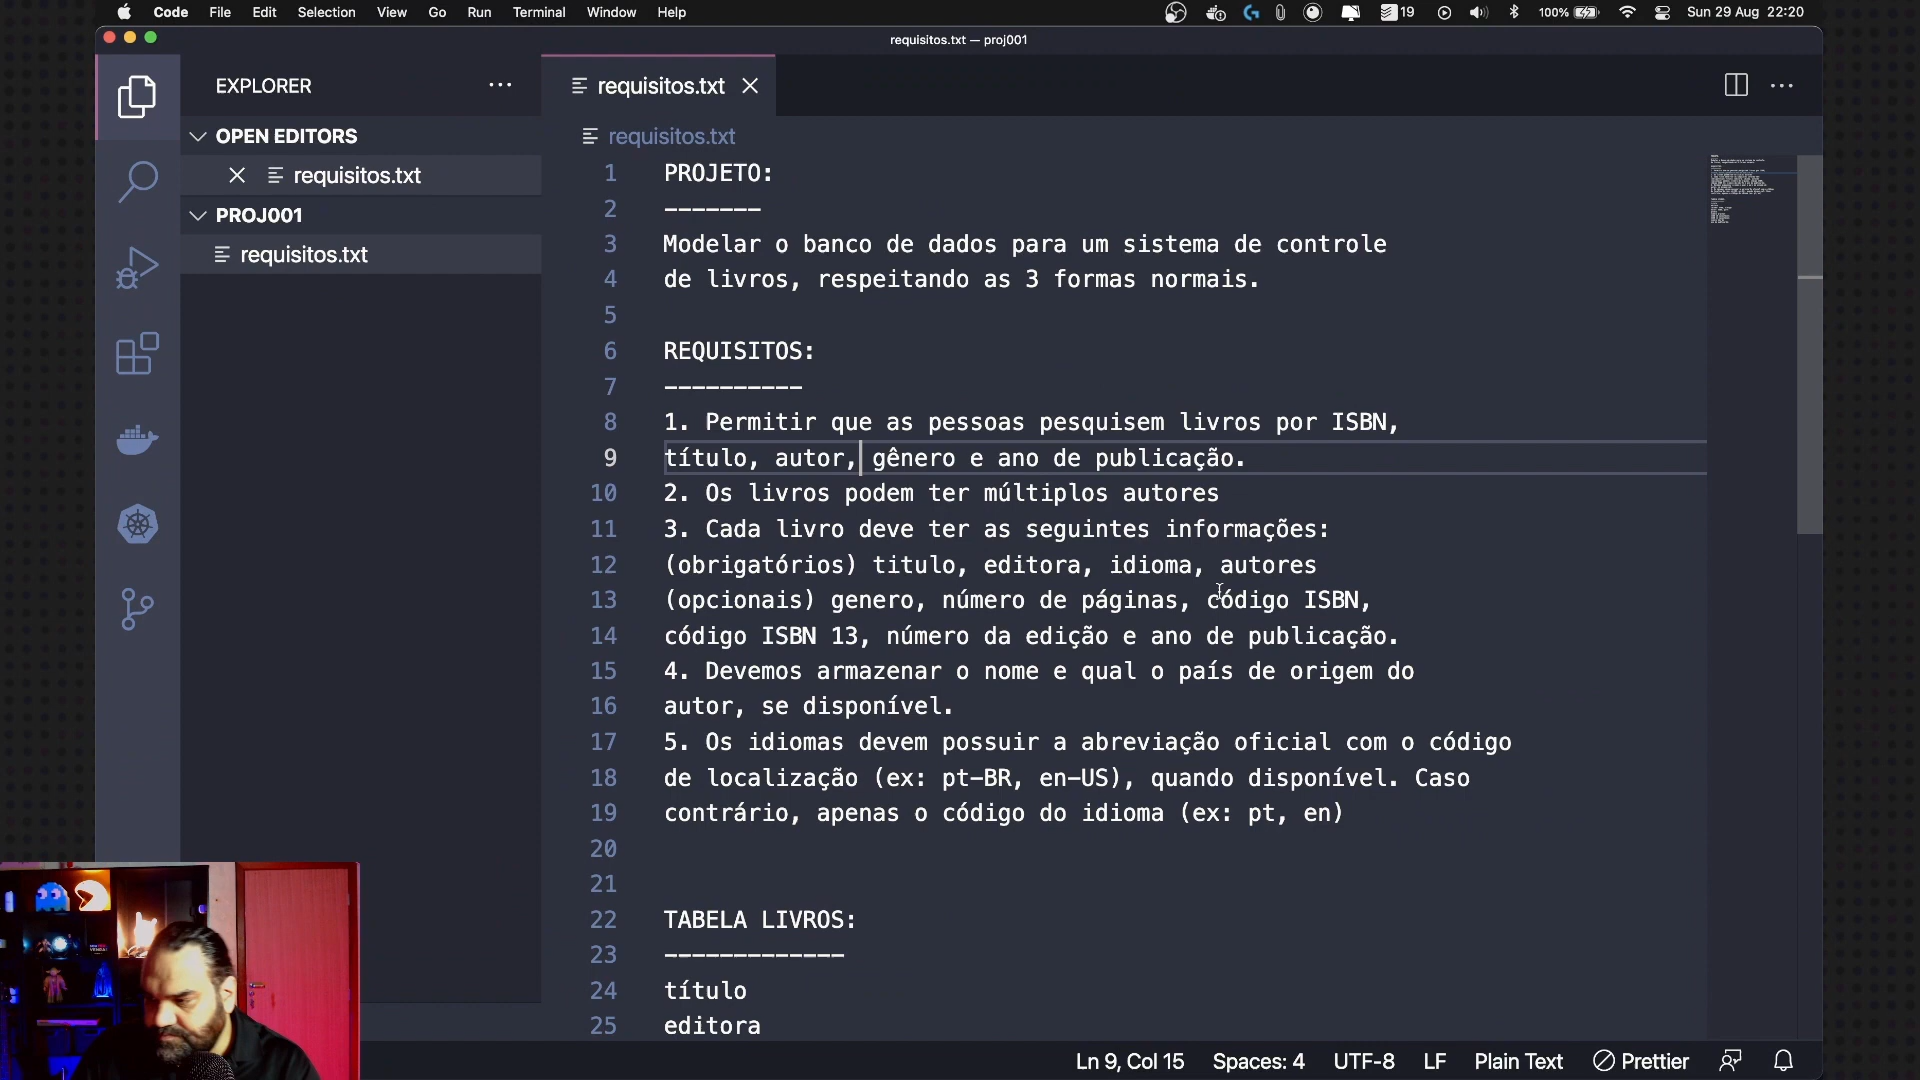 Code File Edit Selection View Go Run Terminal Window Help 19 100% Sun 29 Aug 22:20
requisitos.txt — proj001
EXPLORER
requisitos.txt
OPEN EDITORS
requisitos.txt
PROJ001
requisitos.txt
requisitos.txt
1 PROJETO:
2 -------
3 Modelar o banco de dados para um sistema de controle
4 de livros, respeitando as 3 formas normais.
5
6 REQUISITOS:
7 ----------
8 1. Permitir que as pessoas pesquisem livros por ISBN,
9 título, autor, gênero e ano de publicação.
10 2. Os livros podem ter múltiplos autores
11 3. Cada livro deve ter as seguintes informações:
12 (obrigatórios) titulo, editora, idioma, autores
13 (opcionais) genero, número de páginas, código ISBN,
14 código ISBN 13, número da edição e ano de publicação.
15 4. Devemos armazenar o nome e qual o país de origem do
16 autor, se disponível.
17 5. Os idiomas devem possuir a abreviação oficial com o código
18 de localização (ex: pt-BR, en-US), quando disponível. Caso
19 contrário, apenas o código do idioma (ex: pt, en)
20
21
22 TABELA LIVROS:
23 -------------
24 título
25 editora
Ln 9, Col 15 Spaces: 4 UTF-8 LF Plain Text Prettier